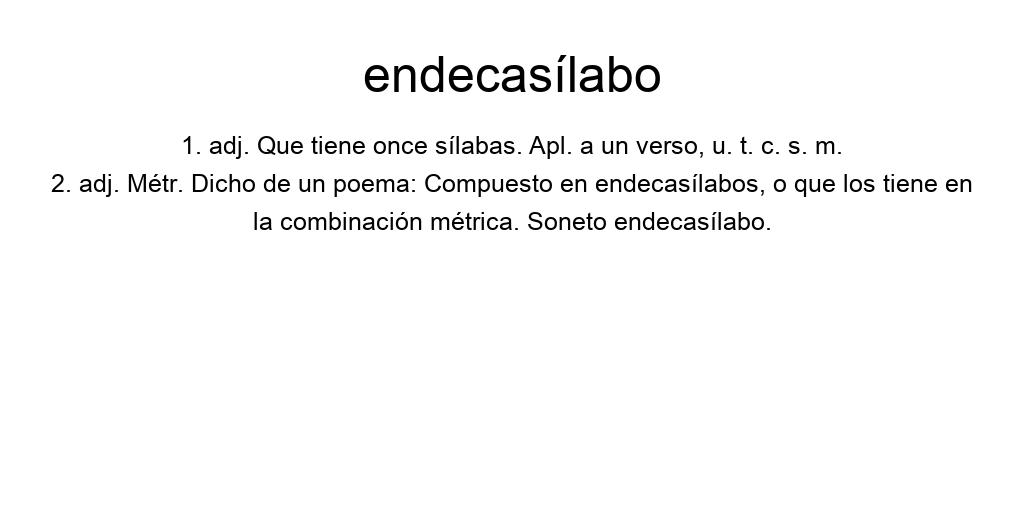 endecasílabo
1. adj. Que tiene once sílabas. Apl. a un verso, u. t. c. s. m.
2. adj. Métr. Dicho de un poema: Compuesto en endecasílabos, o que los tiene en
la combinación métrica. Soneto endecasílabo.